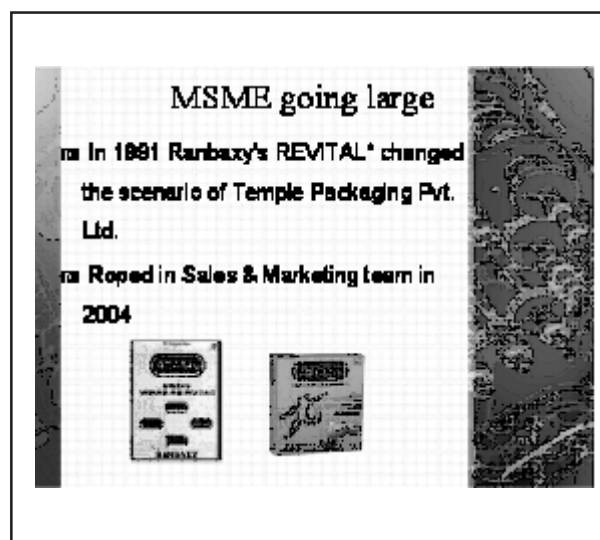 MSME going large
In 1991 Ranbaxy's REVITAL* changed
the scenario of Temple Packaging Pvt.
Ltd.
Roped in Sales & Marketing team in
2004